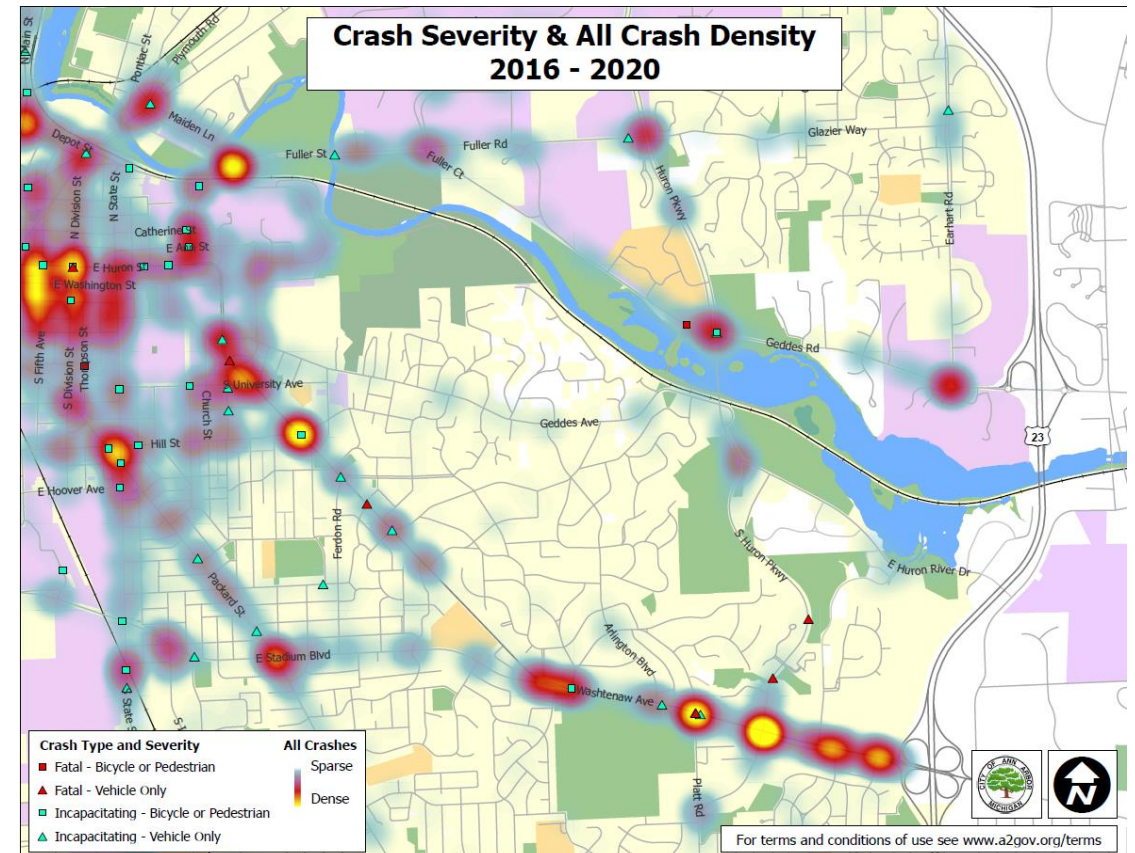 Crash Severity & All Crash Density
2016 - 2020
N Main St
Pontiac St
Plymouth Rd
Maiden Ln
Depot St
Fuller St
Fuller Rd
Fuller Ct
Glazier Way
Huron Pkwy
Earhart Rd
N Division St
N State St
Catherine St
E Ann St
E Huron St
E Washington St
S Fifth Ave
S Division St
Thompson St
S University Ave
Church St
Hill St
E Hoover Ave
Geddes Rd
Geddes Ave
23
Ferdon Rd
S Huron Pkwy
E Huron River Dr
Packard St
E Stadium Blvd
Arlington Blvd
Washtenaw Ave
Platt Rd
State S
Crash Type and Severity
Fatal - Bicycle or Pedestrian
Fatal - Vehicle Only
Incapacitating - Bicycle or Pedestrian
Incapacitating - Vehicle Only
All Crashes
Sparse
Dense
CITY OF ANN ARBOR
MICHIGAN
N
For terms and conditions of use see www.a2gov.org/terms